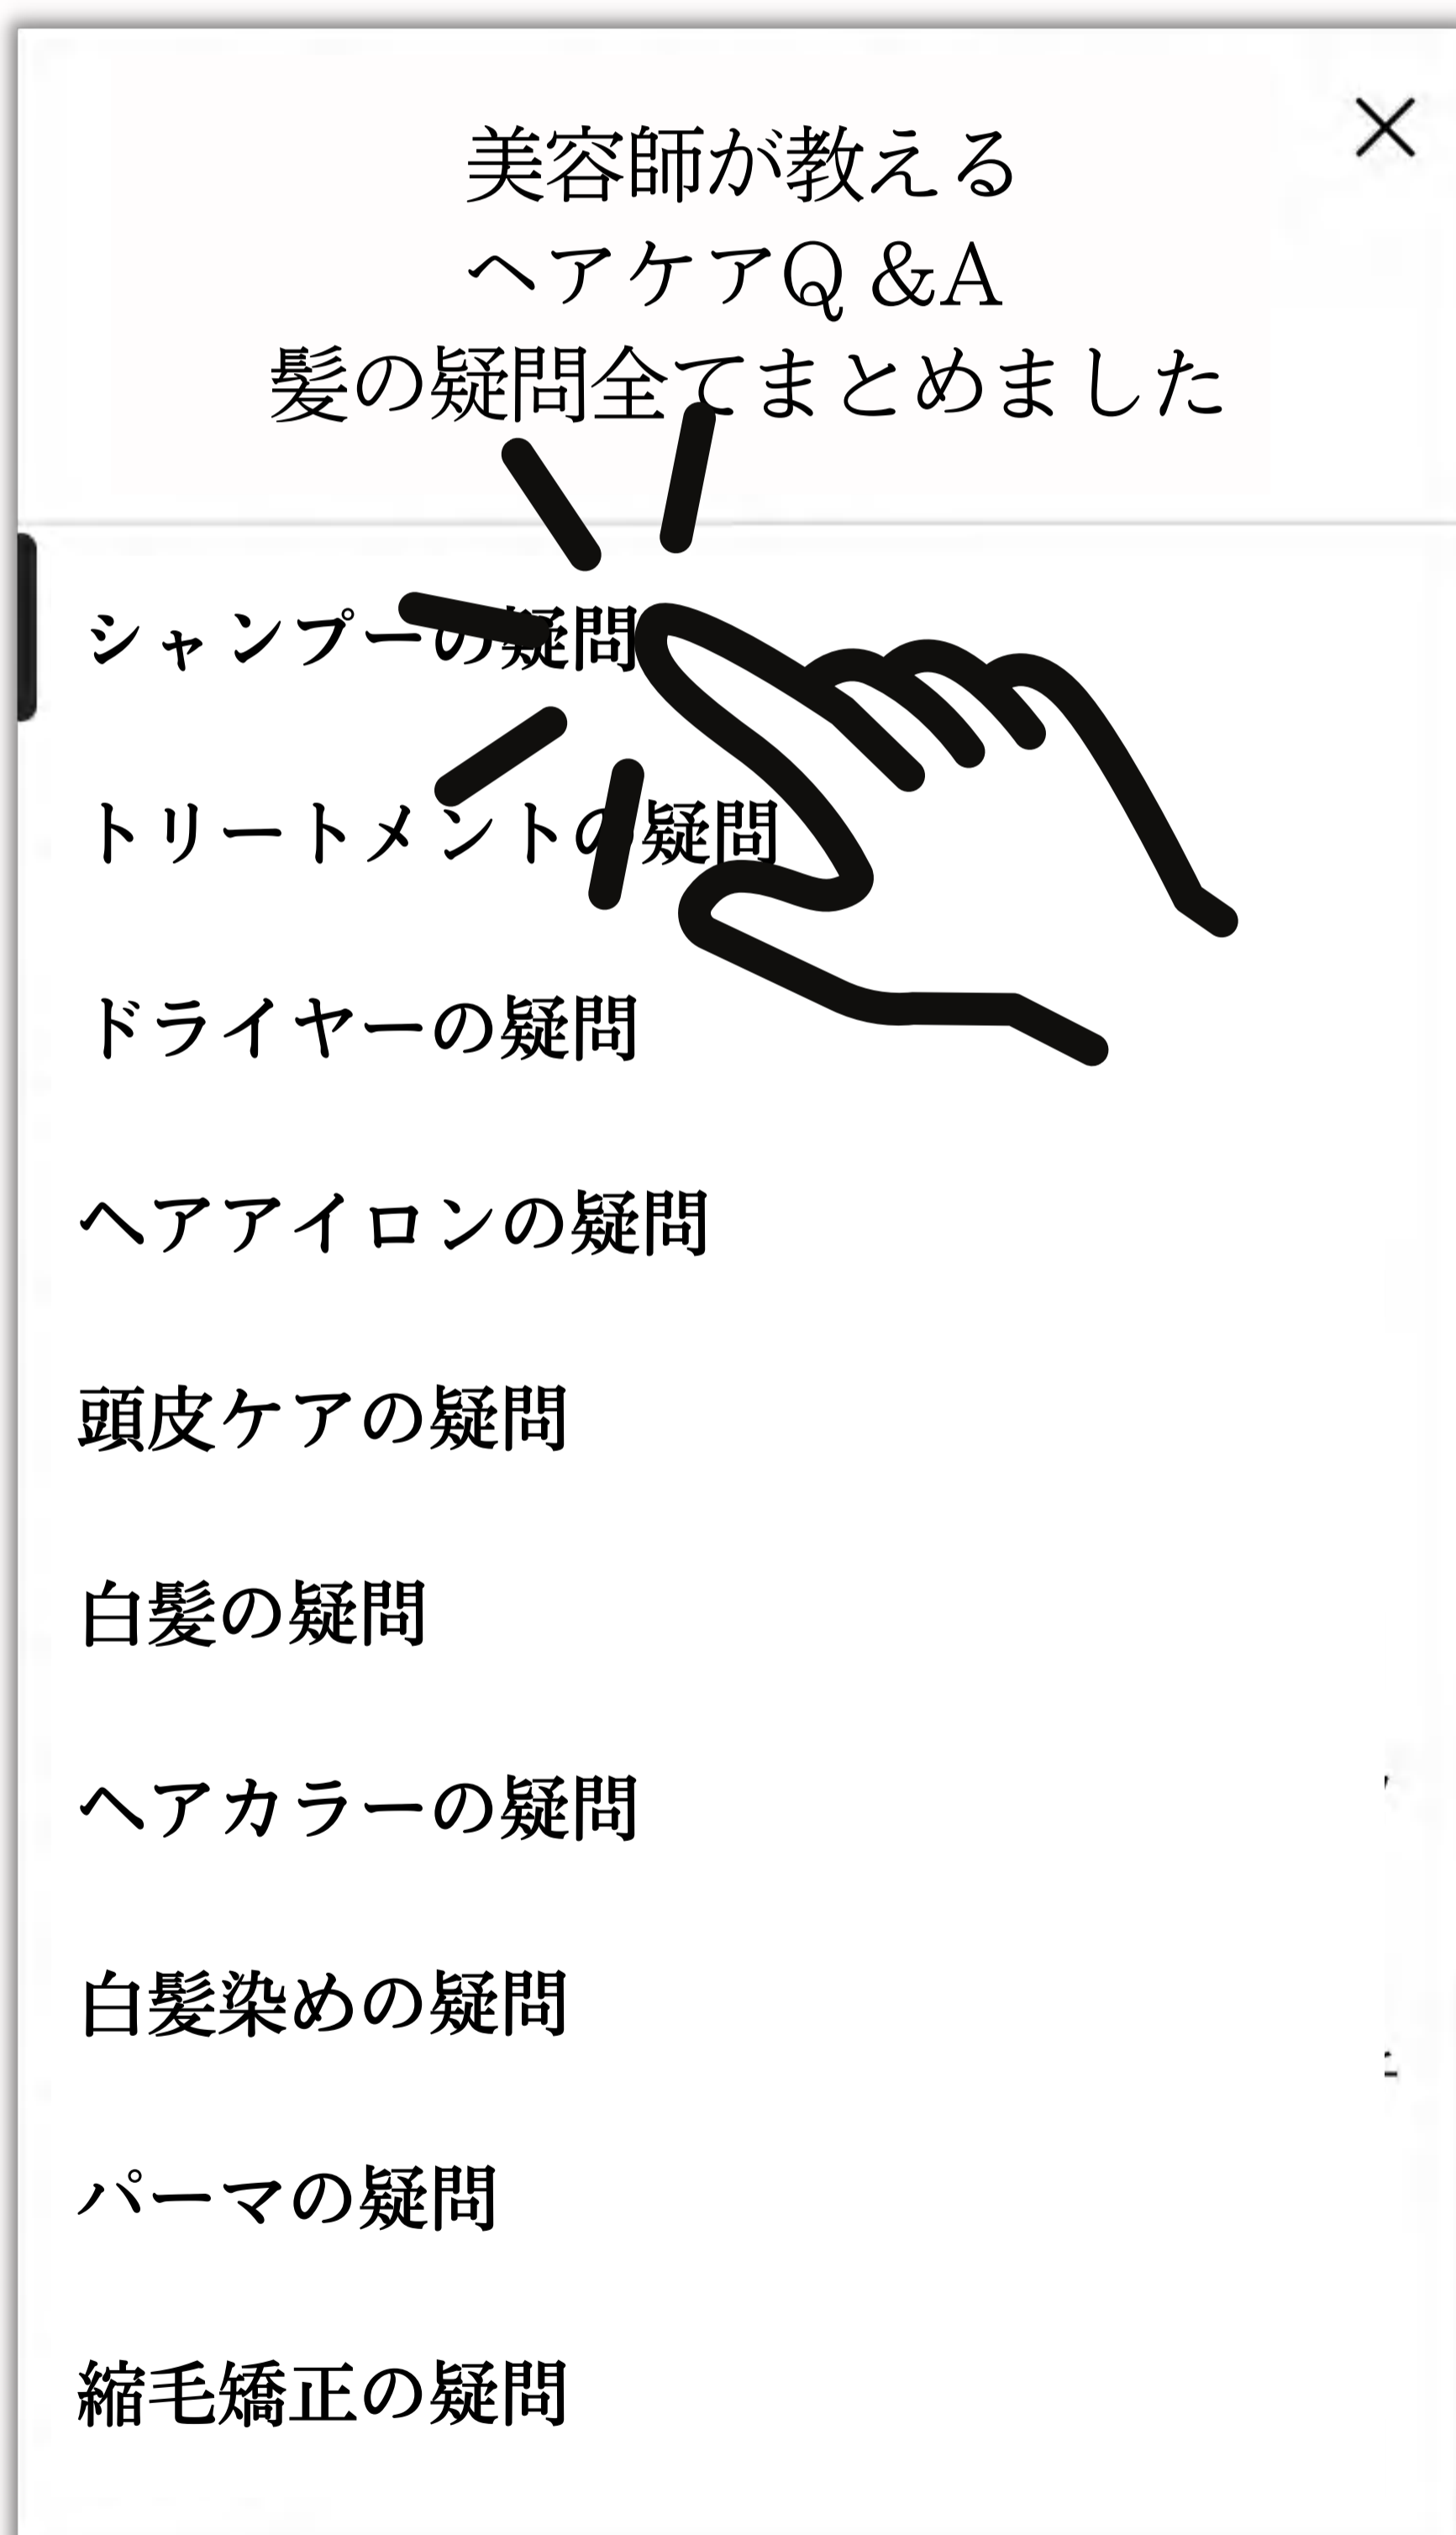 美容師が教える
ヘアケアQ &A
髪の疑問全てまとめました
シャンプーの疑問
トリートメントの疑問
ドライヤーの疑問
ヘアアイロンの疑問
頭皮ケアの疑問
白髪の疑問
ヘアカラーの疑問
白髪染めの疑問
パーマの疑問
縮毛矯正の疑問